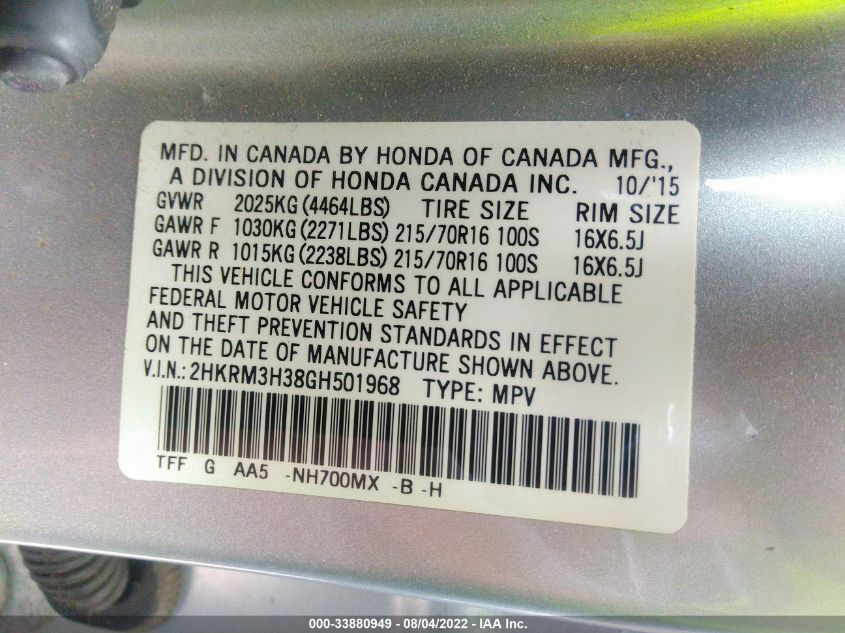 MFD. IN CANADA BY HONDA OF CANADA MFG.,
A DIVISION OF HONDA CANADA INC. 10/'15
GVWR 2025KG (4464LBS) TIRE SIZE RIM SIZE
GAWR F 1030KG (2271LBS) 215/70R16 100S 16X6.5J
GAWR R 1015KG (2238LBS) 215/70R16 100S 16X6.5J
THIS VEHICLE CONFORMS TO ALL APPLICABLE
FEDERAL MOTOR VEHICLE SAFETY
AND THEFT PREVENTION STANDARDS IN EFFECT
ON THE DATE OF MANUFACTURE SHOWN ABOVE.
V.I.N.: 2HKRM3H38GH501968 TYPE: MPV
TFF G AA5 -NH700MX -B -H
000-33880949 - 08/04/2022 - IAA Inc.